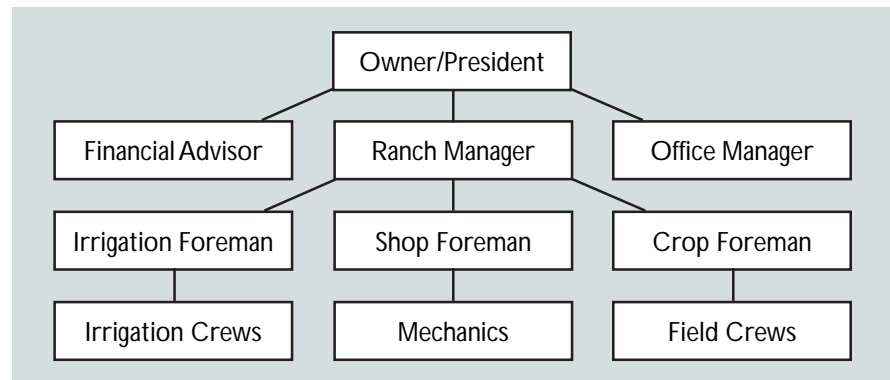 Owner/President
Financial Advisor
Ranch Manager
Office Manager
Irrigation Foreman
Shop Foreman
Crop Foreman
Irrigation Crews
Mechanics
Field Crews